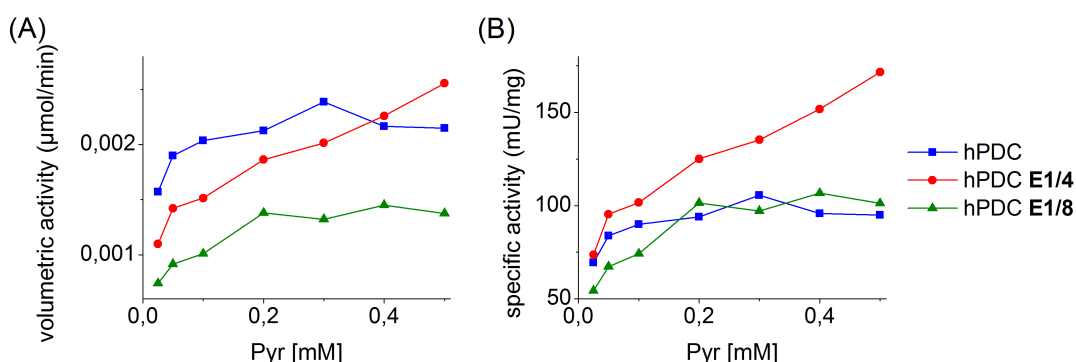 (A)
volumetric activity (µmol/min)
0,002
0,001
0,0
0,2
0,4
Pyr [mM]
(B)
specific activity (mU/mg)
150
100
50
0,0
0,2
0,4
Pyr [mM]
hPDC
hPDC E1/4
hPDC E1/8